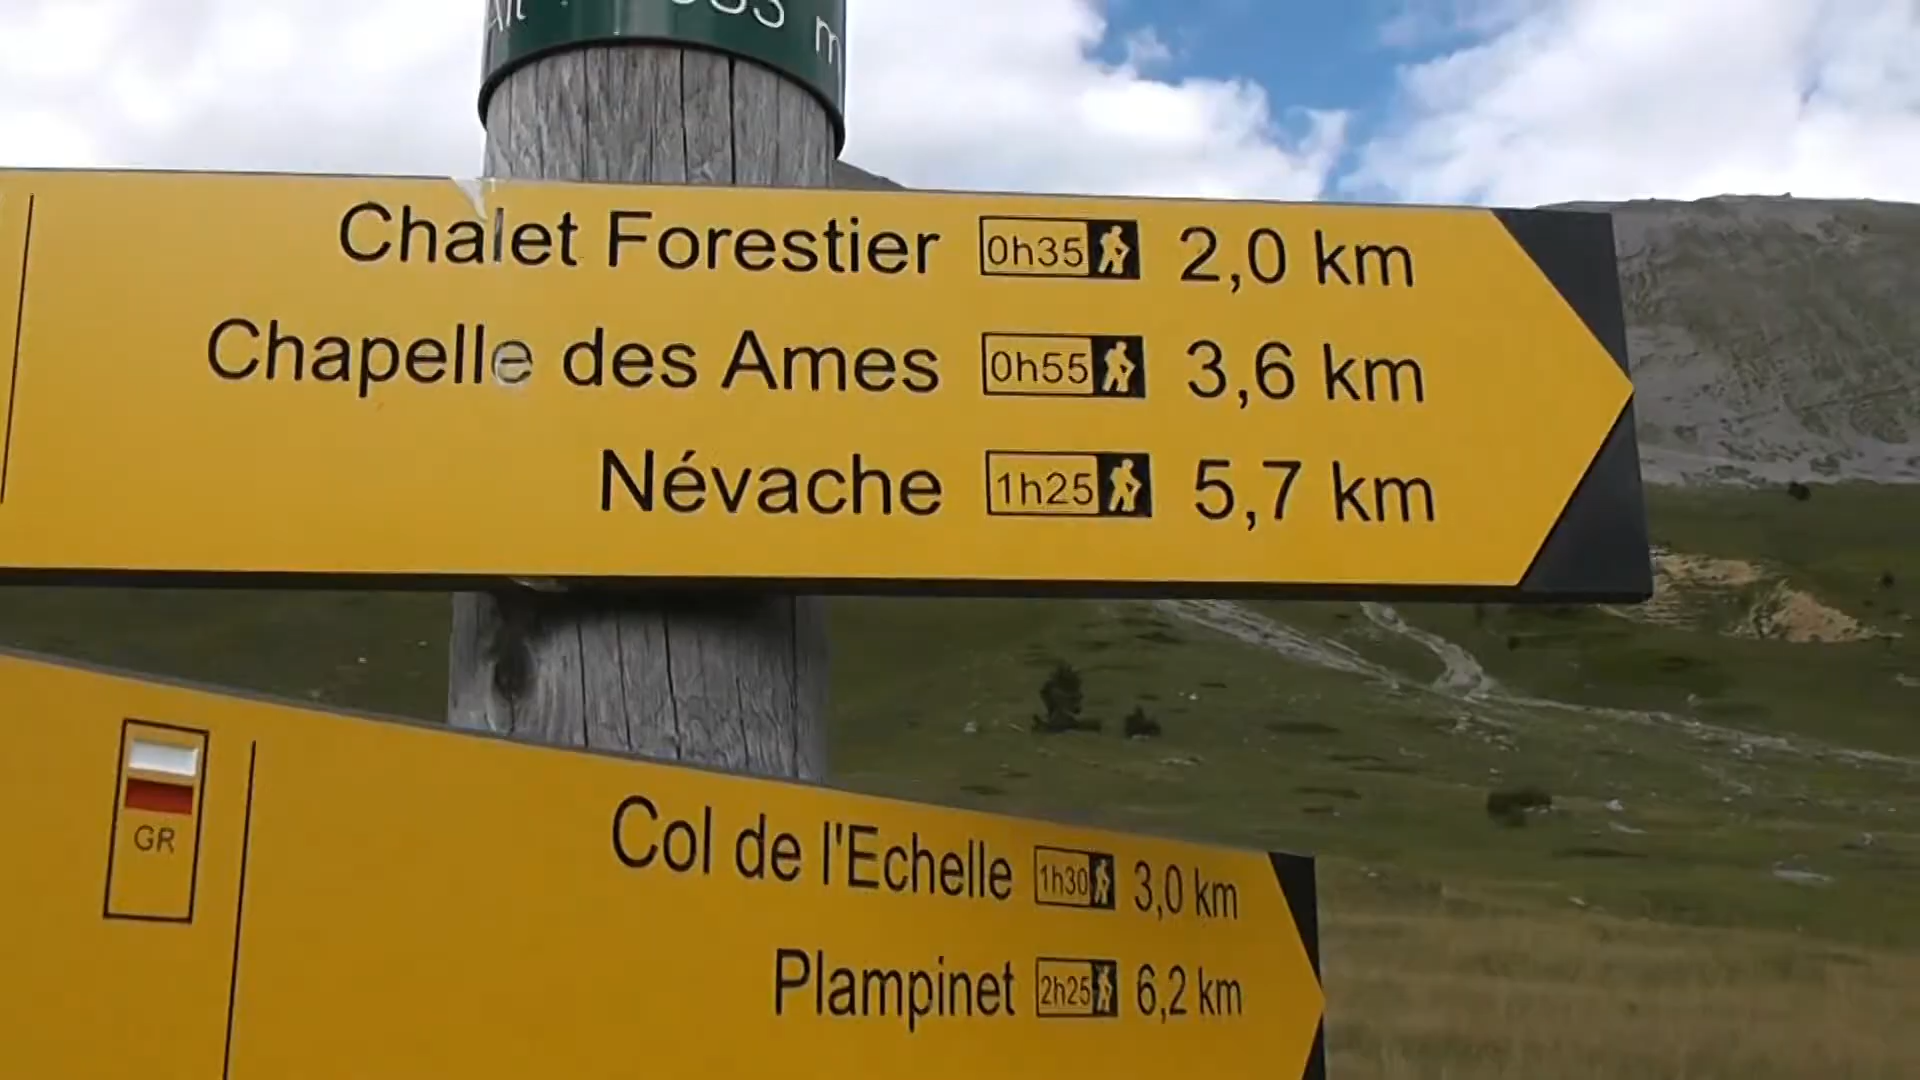 Chalet Forestier 0h35 2,0 km
Chapelle des Ames 0h55 3,6 km
Névache 1h25 5,7 km
GR
Col de l'Echelle 1h30 3,0 km
Plampinet 2h25 6,2 km